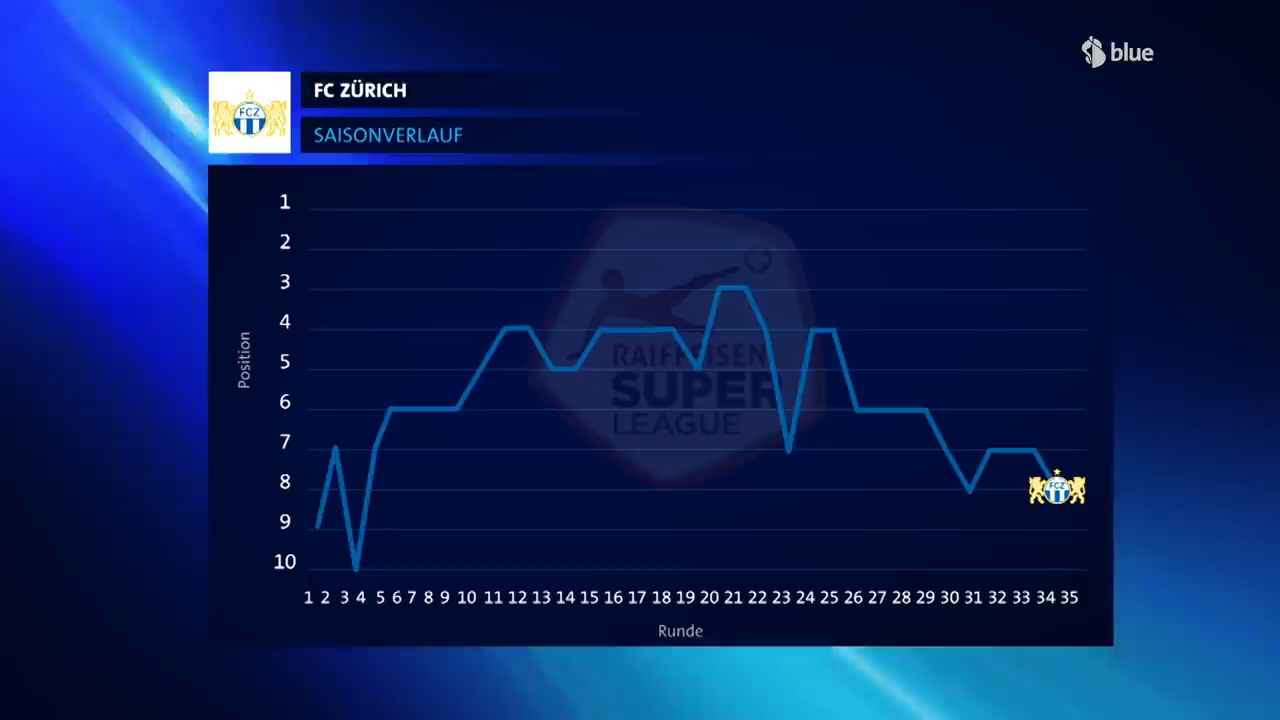 blue
FC ZÜRICH
FCZ
SAISONVERLAUF
1
2
3
4
5
6
7
8
9
10
Position
RAIFFEISEN
SUPER
LEAGUE
FCZ
1 2 3 4 5 6 7 8 9 10 11 12 13 14 15 16 17 18 19 20 21 22 23 24 25 26 27 28 29 30 31 32 33 34 35
Runde